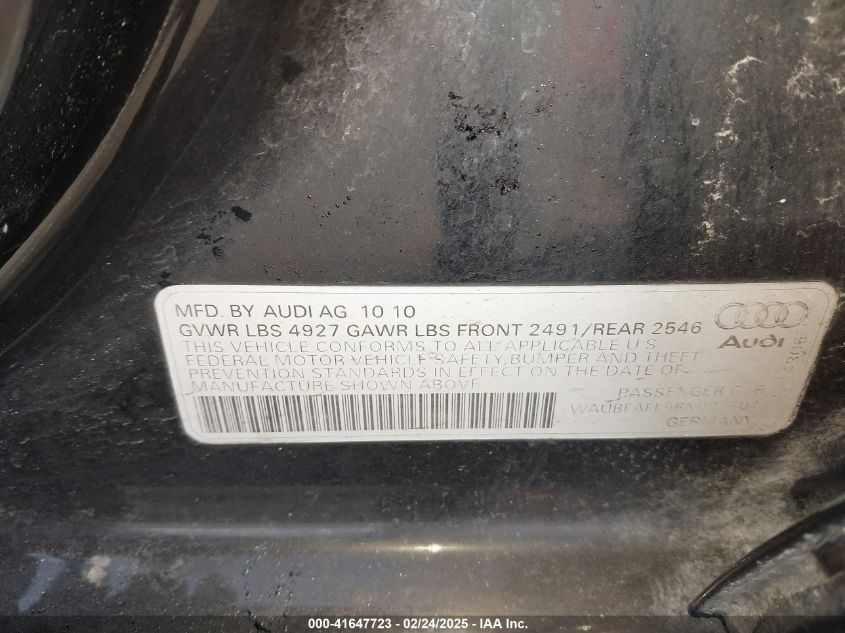 MFD. BY AUDI AG 10 10
GVWR LBS 4927 GAWR LBS FRONT 2491/REAR 2546
THIS VEHICLE CONFORMS TO ALL APPLICABLE U S
FEDERAL MOTOR VEHICLE SAFETY, BUMPER AND THEFT
PREVENTION STANDARDS IN EFFECT ON THE DATE OF
MANUFACTURE SHOWN ABOVE
PASSENGER
GERMANY
Audi
000-41647723 - 02/24/2025 - IAA Inc.